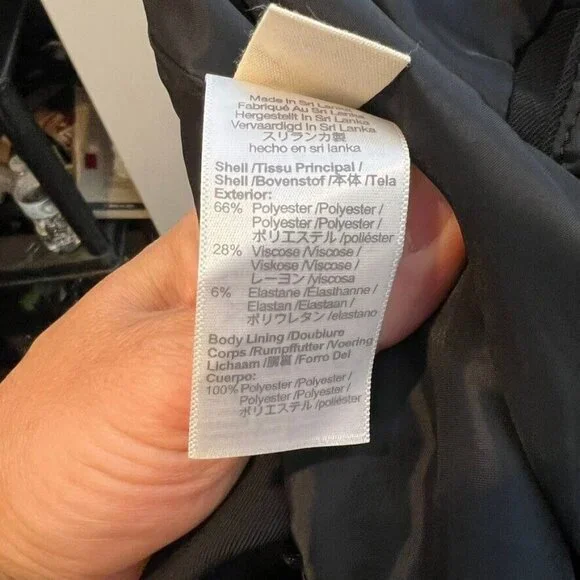 Made In Sri Lanka
Fabriqué Au Sri Lanka
Hergestellt In Sri Lanka
Vervaardigd In Sri Lanka
スリランカ製
hecho en sri lanka
Shell /Tissu Principal /
Shell /Bovenstof /本体 /Tela
Exterior:
66% Polyester /Polyester /
Polyester /Polyester /
ポリエステル /poliéster
28% Viscose /Viscose /
Viskose /Viscose /
レーヨン /viscosa
6% Elastane /Élasthanne /
Elastan /Elastaan /
ポリウレタン /elastano
Body Lining /Doublure
Corps /Rumpffutter /Voering
Lichaam /胴裏 /Forro Del
Cuerpo:
100% Polyester /Polyester /
Polyester /Polyester /
ポリエステル /poliéster